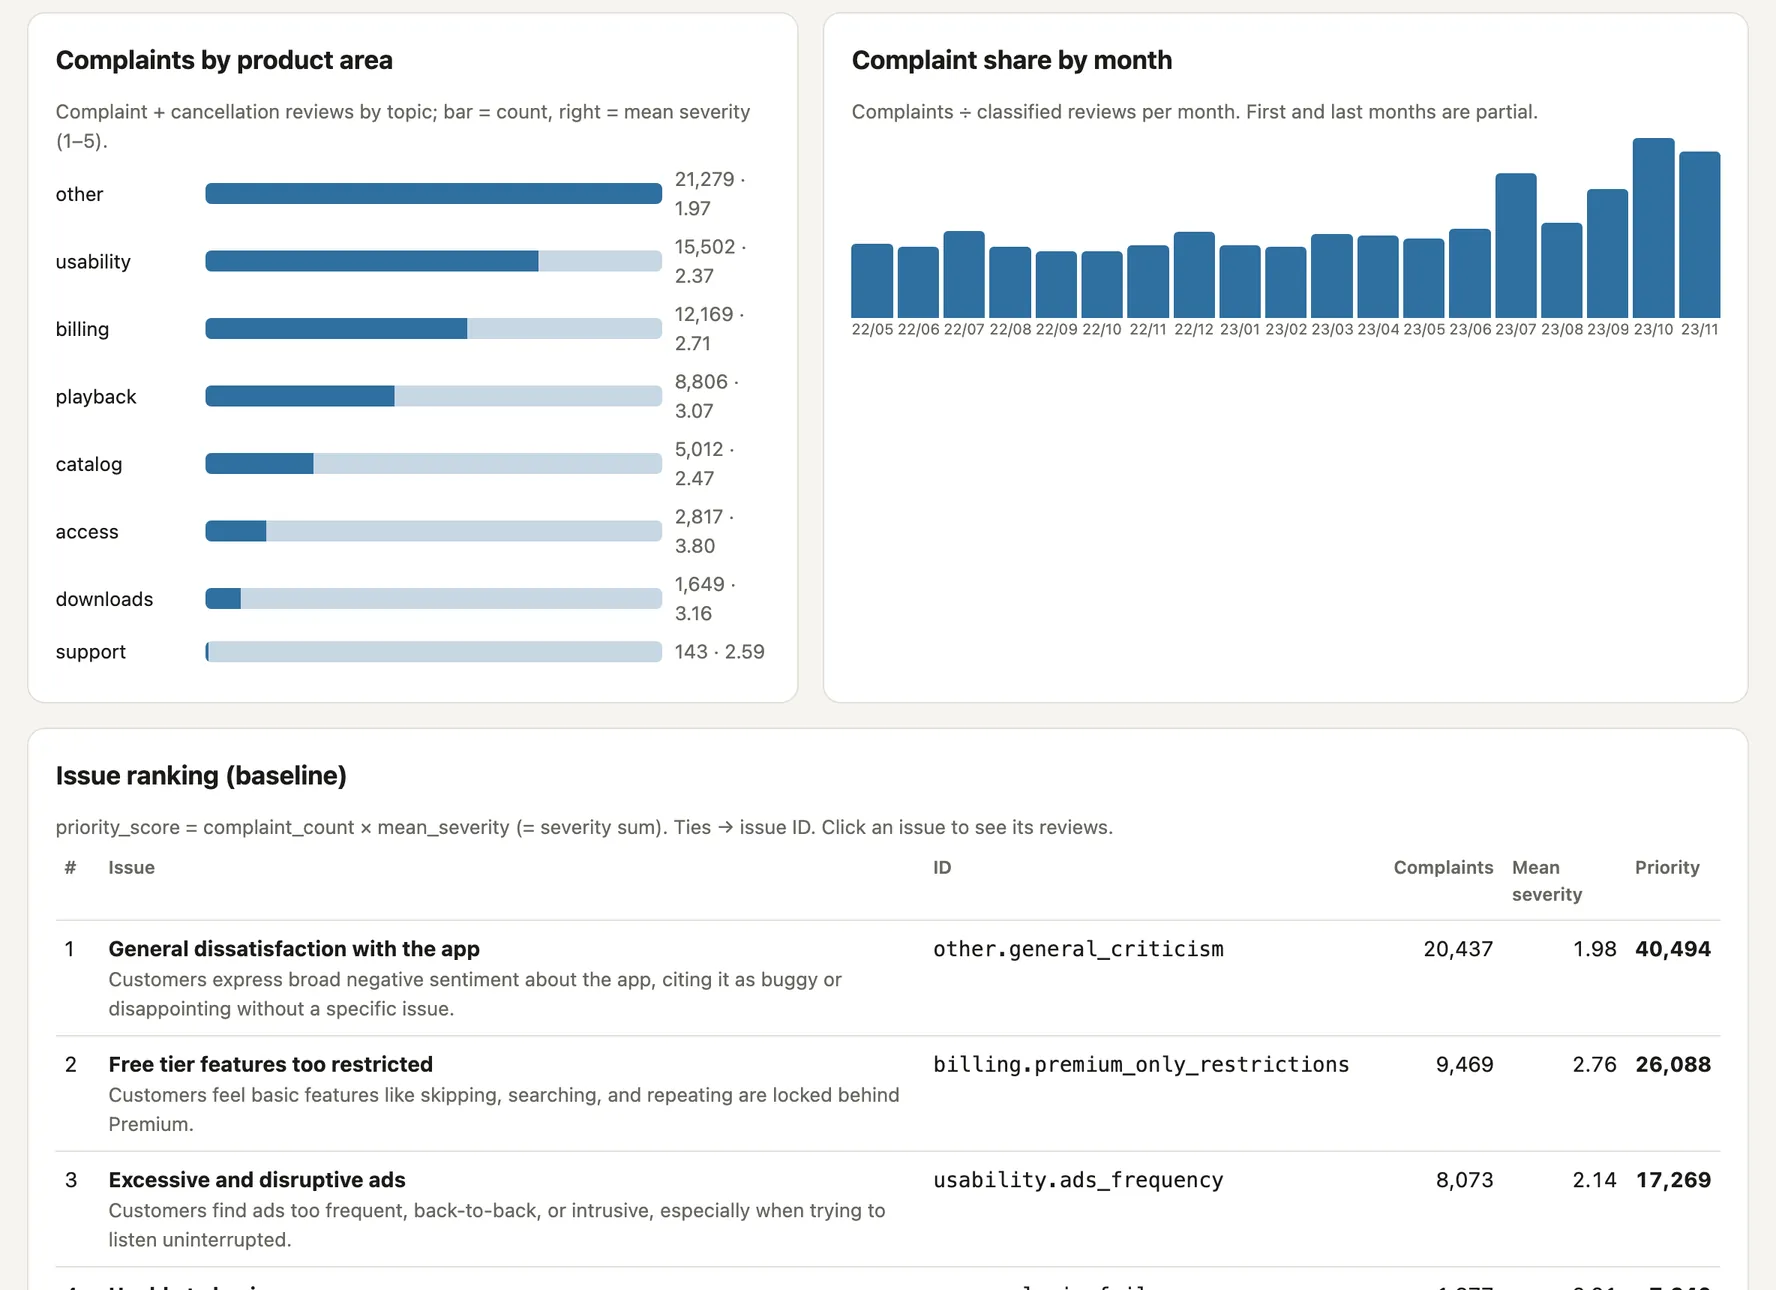 Complaints by product area
Complaint + cancellation reviews by topic; bar = count, right = mean severity
(1–5).
other
21,279 ·
1.97
usability
15,502 ·
2.37
billing
12,169 ·
2.71
playback
8,806 ·
3.07
catalog
5,012 ·
2.47
access
2,817 ·
3.80
downloads
1,649 ·
3.16
support
143 · 2.59
Complaint share by month
Complaints ÷ classified reviews per month. First and last months are partial.
22/05 22/06 22/07 22/08 22/09 22/10 22/11 22/12 23/01 23/02 23/03 23/04 23/05 23/06 23/07 23/08 23/09 23/10 23/11
Issue ranking (baseline)
priority_score = complaint_count × mean_severity (= severity sum). Ties → issue ID. Click an issue to see its reviews.
# Issue ID Complaints Mean
severity
Priority
1 General dissatisfaction with the app other.general_criticism 20,437 1.98 40,494
Customers express broad negative sentiment about the app, citing it as buggy or
disappointing without a specific issue.
2 Free tier features too restricted billing.premium_only_restrictions 9,469 2.76 26,088
Customers feel basic features like skipping, searching, and repeating are locked behind
Premium.
3 Excessive and disruptive ads usability.ads_frequency 8,073 2.14 17,269
Customers find ads too frequent, back-to-back, or intrusive, especially when trying to
listen uninterrupted.